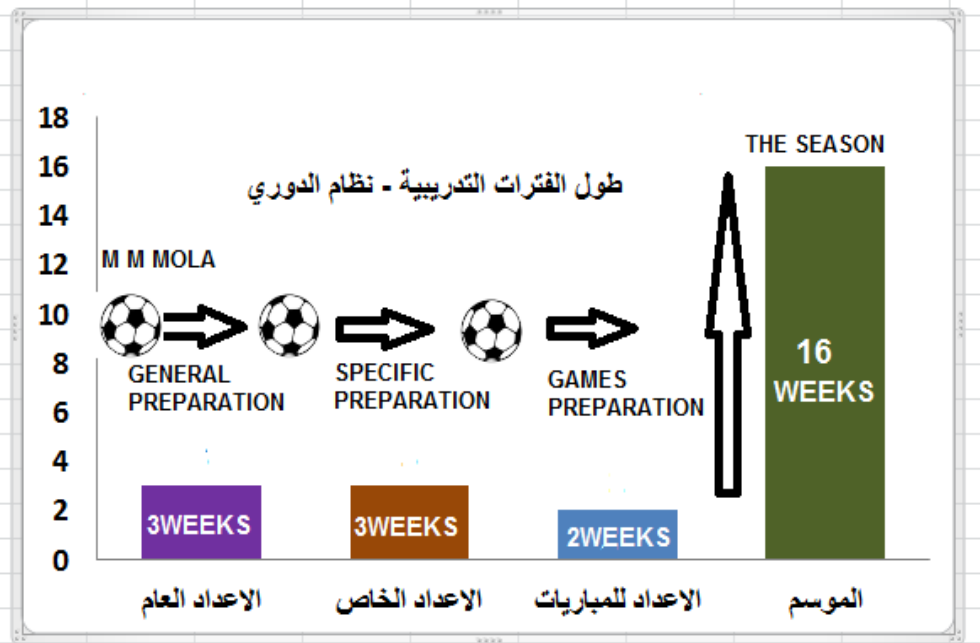 18
16
14
12
10
8
6
4
2
0
THE SEASON
طول الفترات التدريبية - نظام الدوري
M M MOLA
GENERAL
PREPARATION
SPECIFIC
PREPARATION
GAMES
PREPARATION
16
WEEKS
3WEEKS
3WEEKS
2WEEKS
الاعداد العام
الاعداد الخاص
الاعداد للمباريات
الموسم